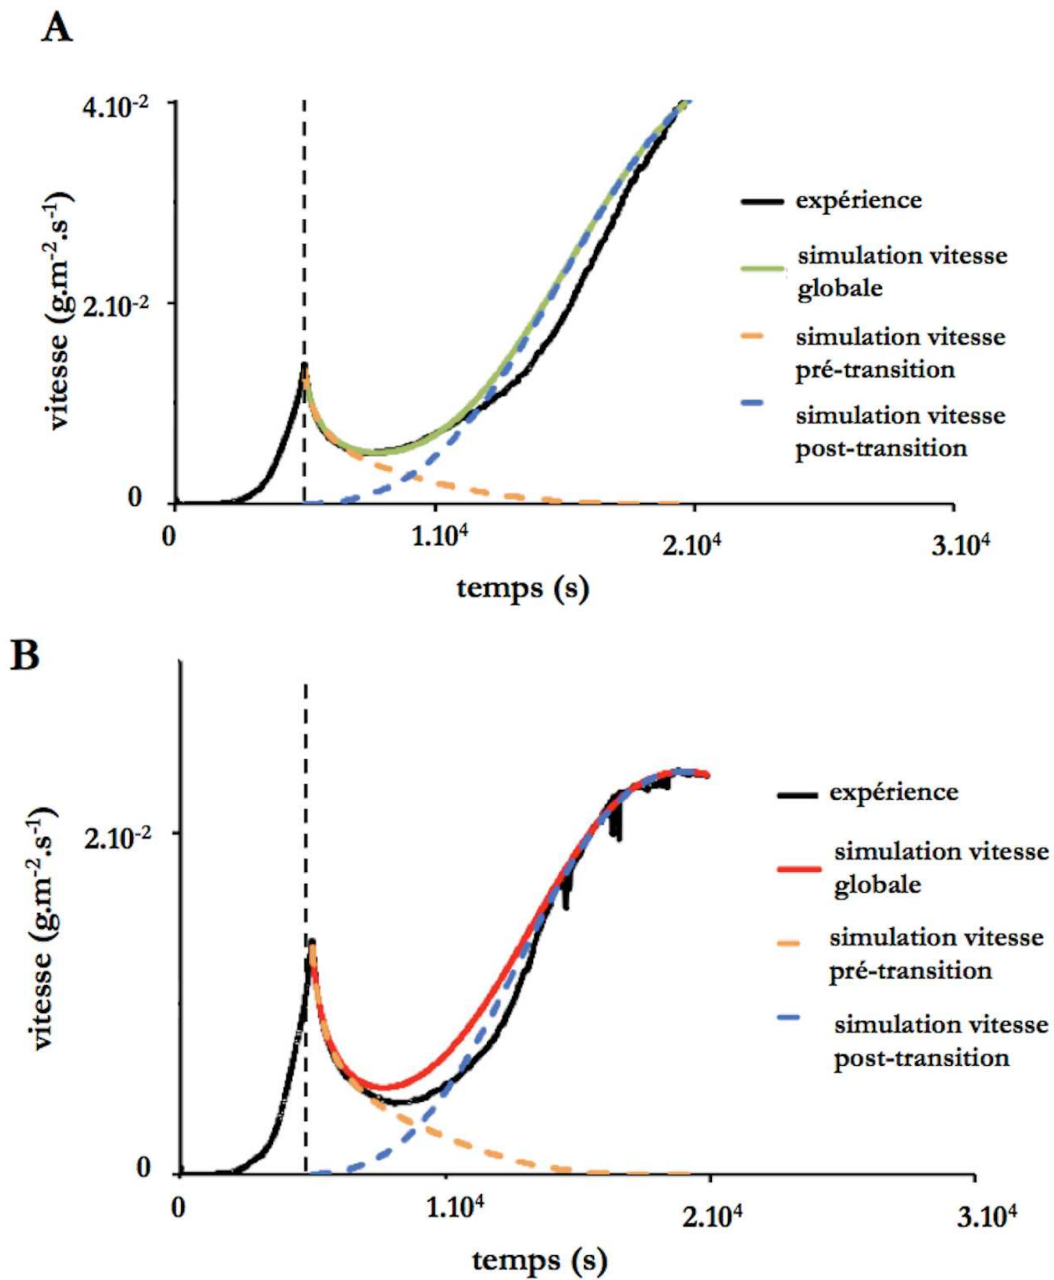 A
4.10-2
vitesse (g.m-2.s-1)
2.10-2
0
0
1.104
2.104
3.104
temps (s)
expérience
simulation vitesse
globale
simulation vitesse
pré-transition
simulation vitesse
post-transition
B
vitesse (g.m-2.s-1)
2.10-2
0
0
1.104
2.104
3.104
temps (s)
expérience
simulation vitesse
globale
simulation vitesse
pré-transition
simulation vitesse
post-transition